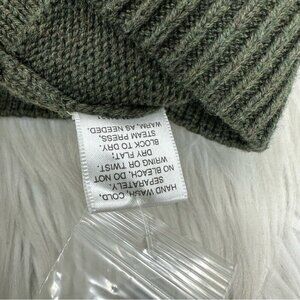 HAND WASH, COLD,
SEPARATELY.
NO BLEACH, DO NOT
WRING OR TWIST.
DRY FLAT;
BLOCK TO DRY.
STEAM PRESS,
WARM, AS NEEDED.